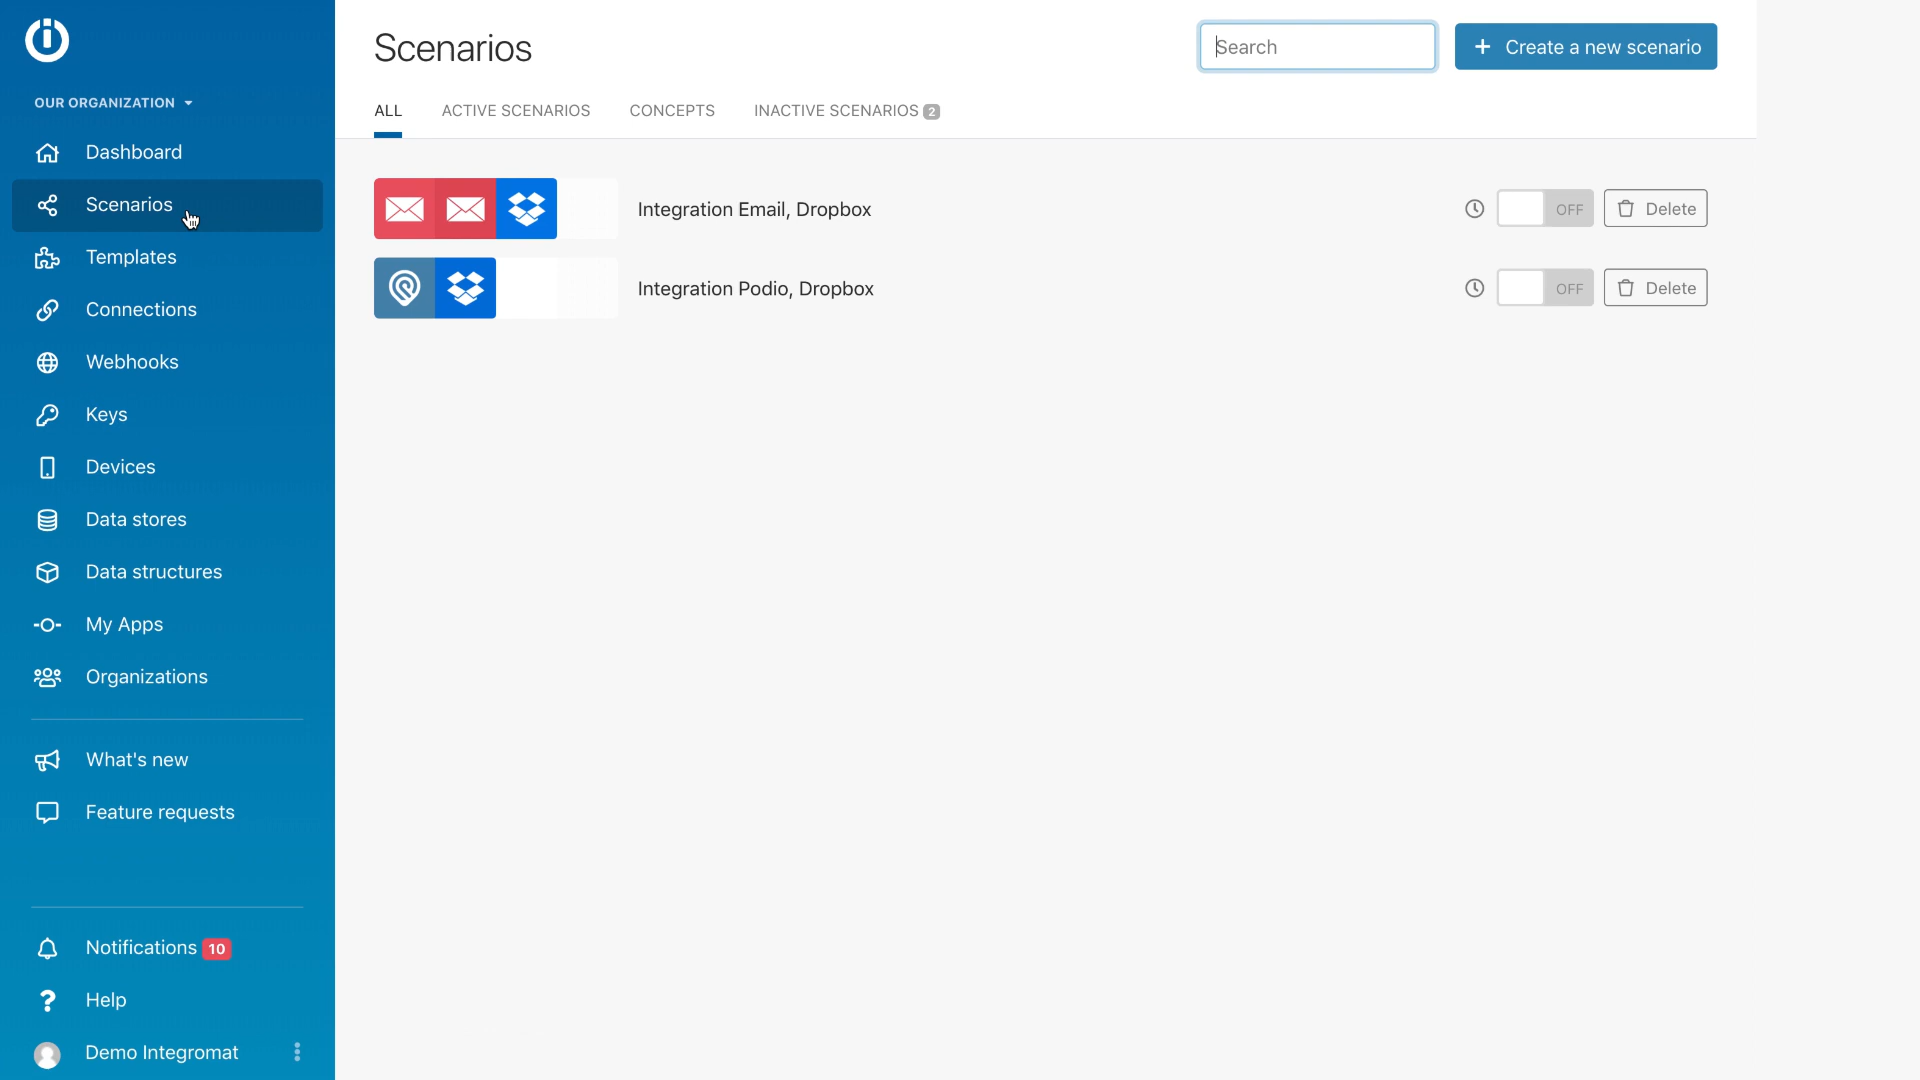 OUR ORGANIZATION
Dashboard
Scenarios
Templates
Connections
Webhooks
Keys
Devices
Data stores
Data structures
My Apps
Organizations
What's new
Feature requests
Notifications 10
Help
Demo Integromat
Scenarios
Search
+ Create a new scenario
ALL ACTIVE SCENARIOS CONCEPTS INACTIVE SCENARIOS 2
Integration Email, Dropbox OFF Delete
Integration Podio, Dropbox OFF Delete